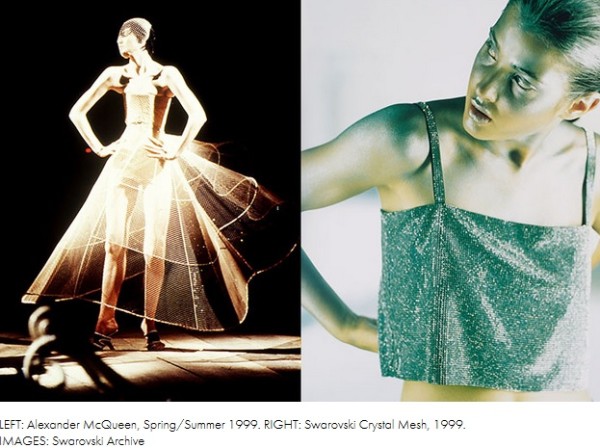 LEFT: Alexander McQueen, Spring/Summer 1999. RIGHT: Swarovski Crystal Mesh, 1999.
IMAGES: Swarovski Archive